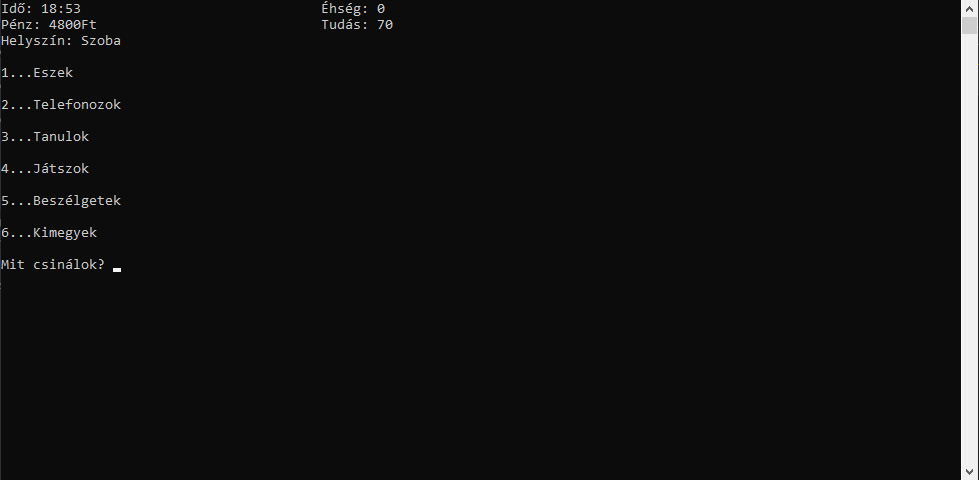 Idő: 18:53 Éhség: 0
Pénz: 4800Ft Tudás: 70
Helyszín: Szoba
1...Eszek
2...Telefonozok
3...Tanulok
4...Játszok
5...Beszélgetek
6...Kimegyek
Mit csinálok?